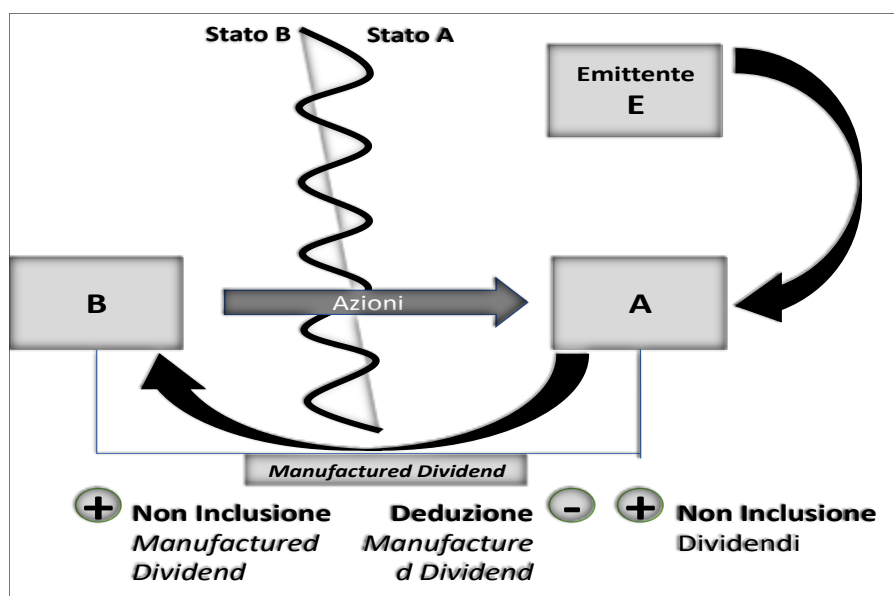 Stato B
Stato A
Emittente
E
B
Azioni
A
Manufactured Dividend
+ Non Inclusione
Manufactured
Dividend
Deduzione -
Manufacture
d Dividend
+ Non Inclusione
Dividendi